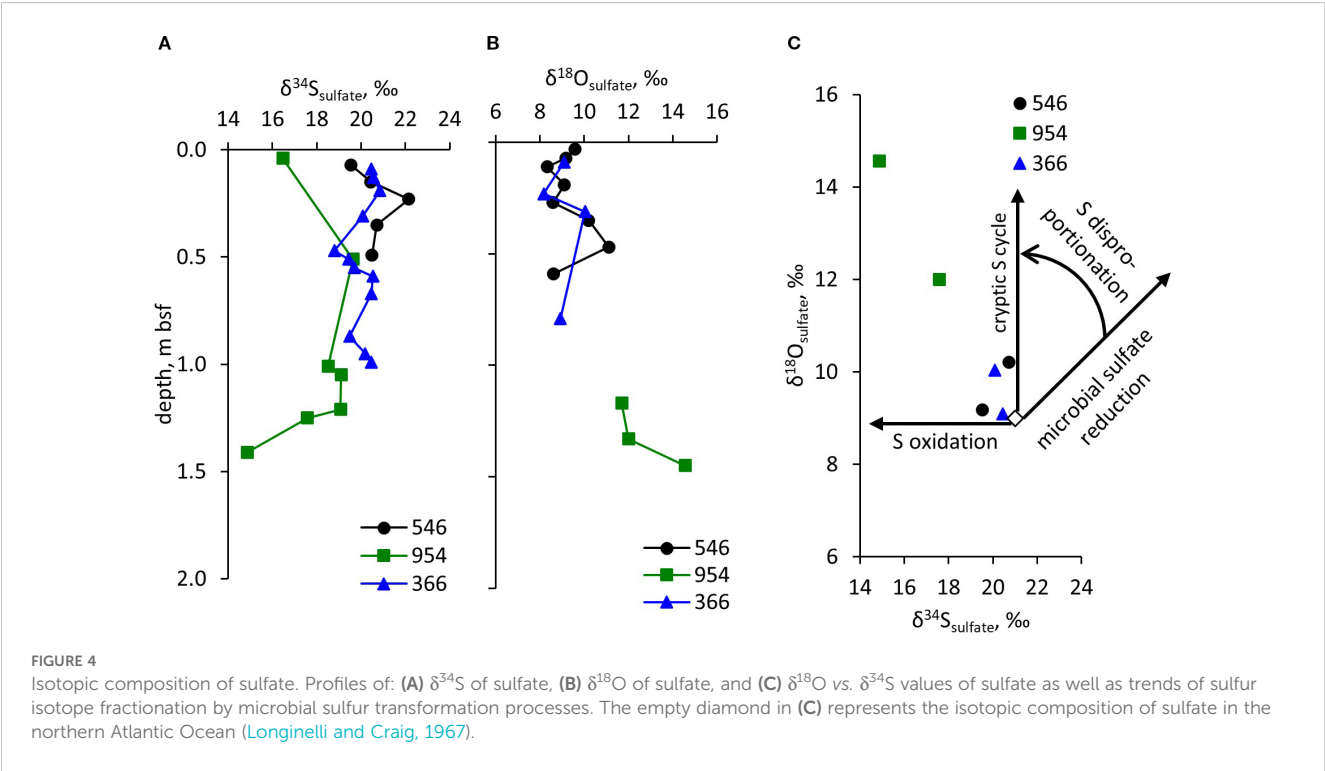 A
δ34Ssulfate, ‰
14 16 18 20 22 24
0.0
0.5
1.0
1.5
2.0
depth, m bsf
546
954
366
B
δ18Osulfate, ‰
6 8 10 12 14 16
546
954
366
C
16
14
12
10
8
6
δ18Osulfate, ‰
546
954
366
cryptic S cycle
S dispro-
portionation
microbial sulfate
reduction
S oxidation
14 16 18 20 22 24
δ34Ssulfate, ‰
FIGURE 4
Isotopic composition of sulfate. Profiles of: (A) δ34S of sulfate, (B) δ18O of sulfate, and (C) δ18O vs. δ34S values of sulfate as well as trends of sulfur
isotope fractionation by microbial sulfur transformation processes. The empty diamond in (C) represents the isotopic composition of sulfate in the
northern Atlantic Ocean (Longinelli and Craig, 1967).